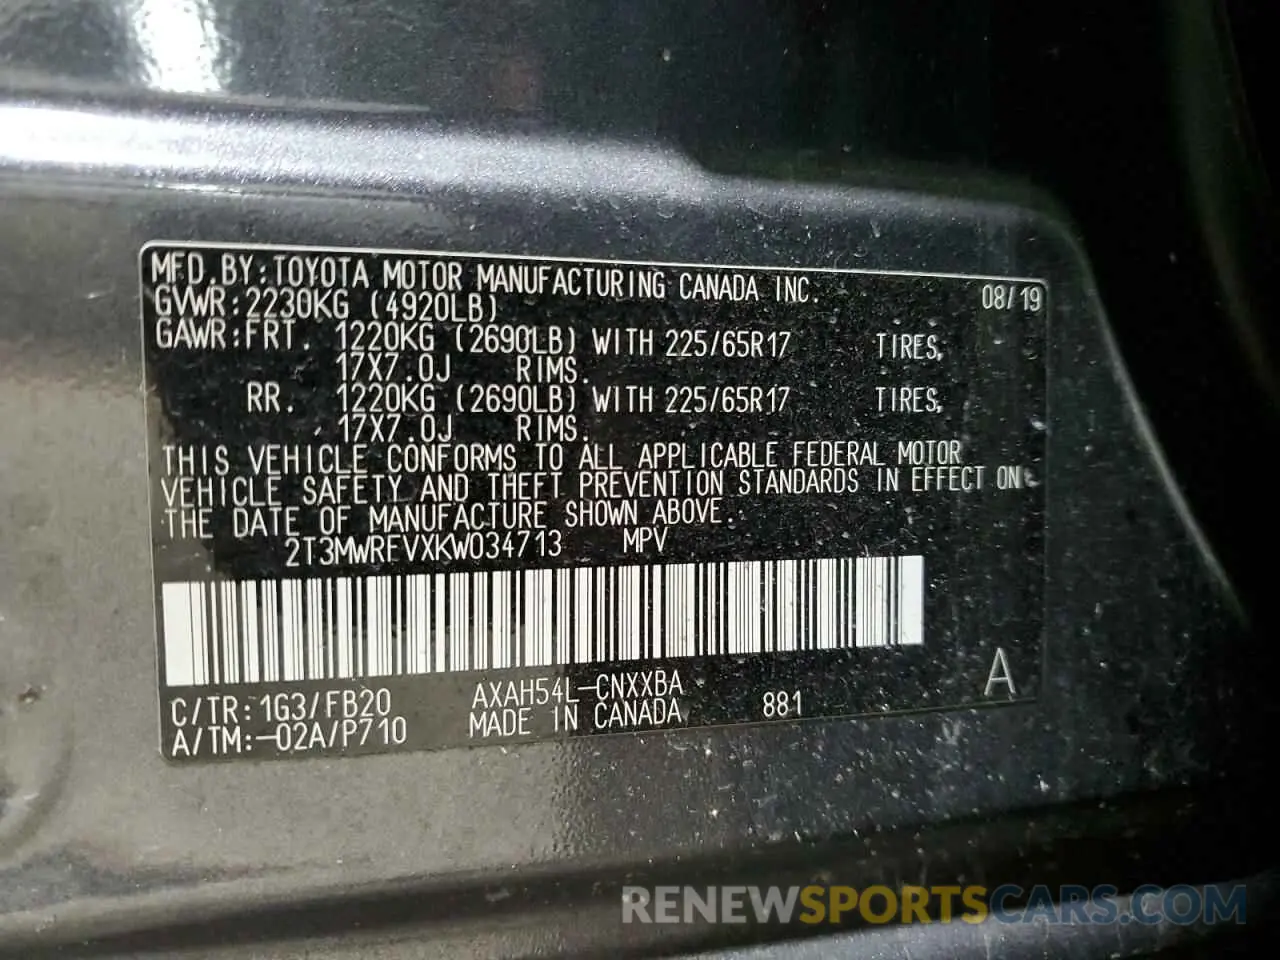 MFD.BY:TOYOTA MOTOR MANUFACTURING CANADA INC. 08/19
GVWR:2230KG (4920LB)
GAWR:FRT. 1220KG (2690LB) WITH 225/65R17 TIRES,
17X7.0J RIMS.
RR. 1220KG (2690LB) WITH 225/65R17 TIRES,
17X7.0J RIMS.
THIS VEHICLE CONFORMS TO ALL APPLICABLE FEDERAL MOTOR
VEHICLE SAFETY AND THEFT PREVENTION STANDARDS IN EFFECT ON
THE DATE OF MANUFACTURE SHOWN ABOVE.
2T3MWRFVXKW034713 MPV
C/TR:1G3/FB20 AXAH54L-CNXXBA A
A/TM:-02A/P710 MADE IN CANADA 881
RENEWSPORTSCARS.COM